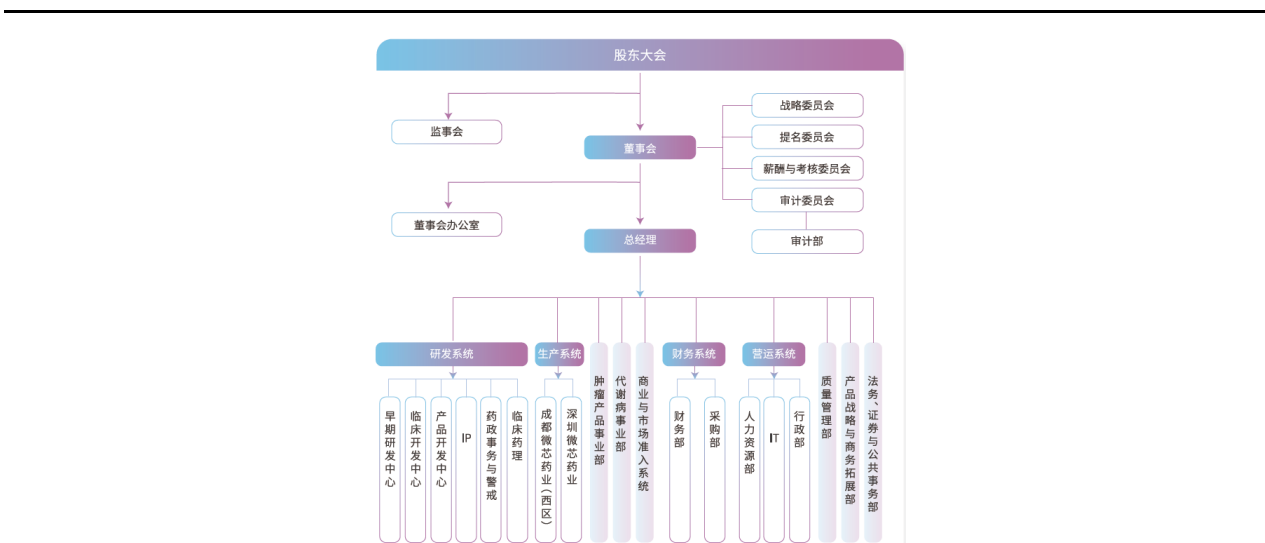 股东大会
监事会
董事会
战略委员会
提名委员会
薪酬与考核委员会
审计委员会
审计部
董事会办公室
总经理
研发系统
早期研发中心
临床开发中心
产品开发中心
IP
药政事务与警戒
临床药理
生产系统
成都微芯药业（西区）
深圳微芯药业
肿瘤产品事业部
代谢病事业部
商业与市场准入系统
财务系统
财务部
采购部
营运系统
人力资源部
IT
行政部
质量管理部
产品战略与商务拓展部
法务、证券与公共事务部